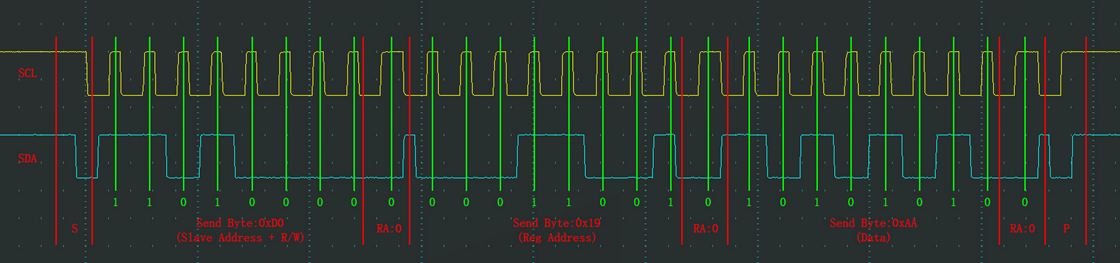 SCL
SDA
1 1 0 1 0 0 0 0 0 0 0 0 1 1 0 0 1 0 1 0 1 0 1 0 1 0 0
S Send Byte:0xD0 RA:0 Send Byte:0x19 RA:0 Send Byte:0xAA RA:0 P
(Slave Address + R/W) (Reg Address) (Data)